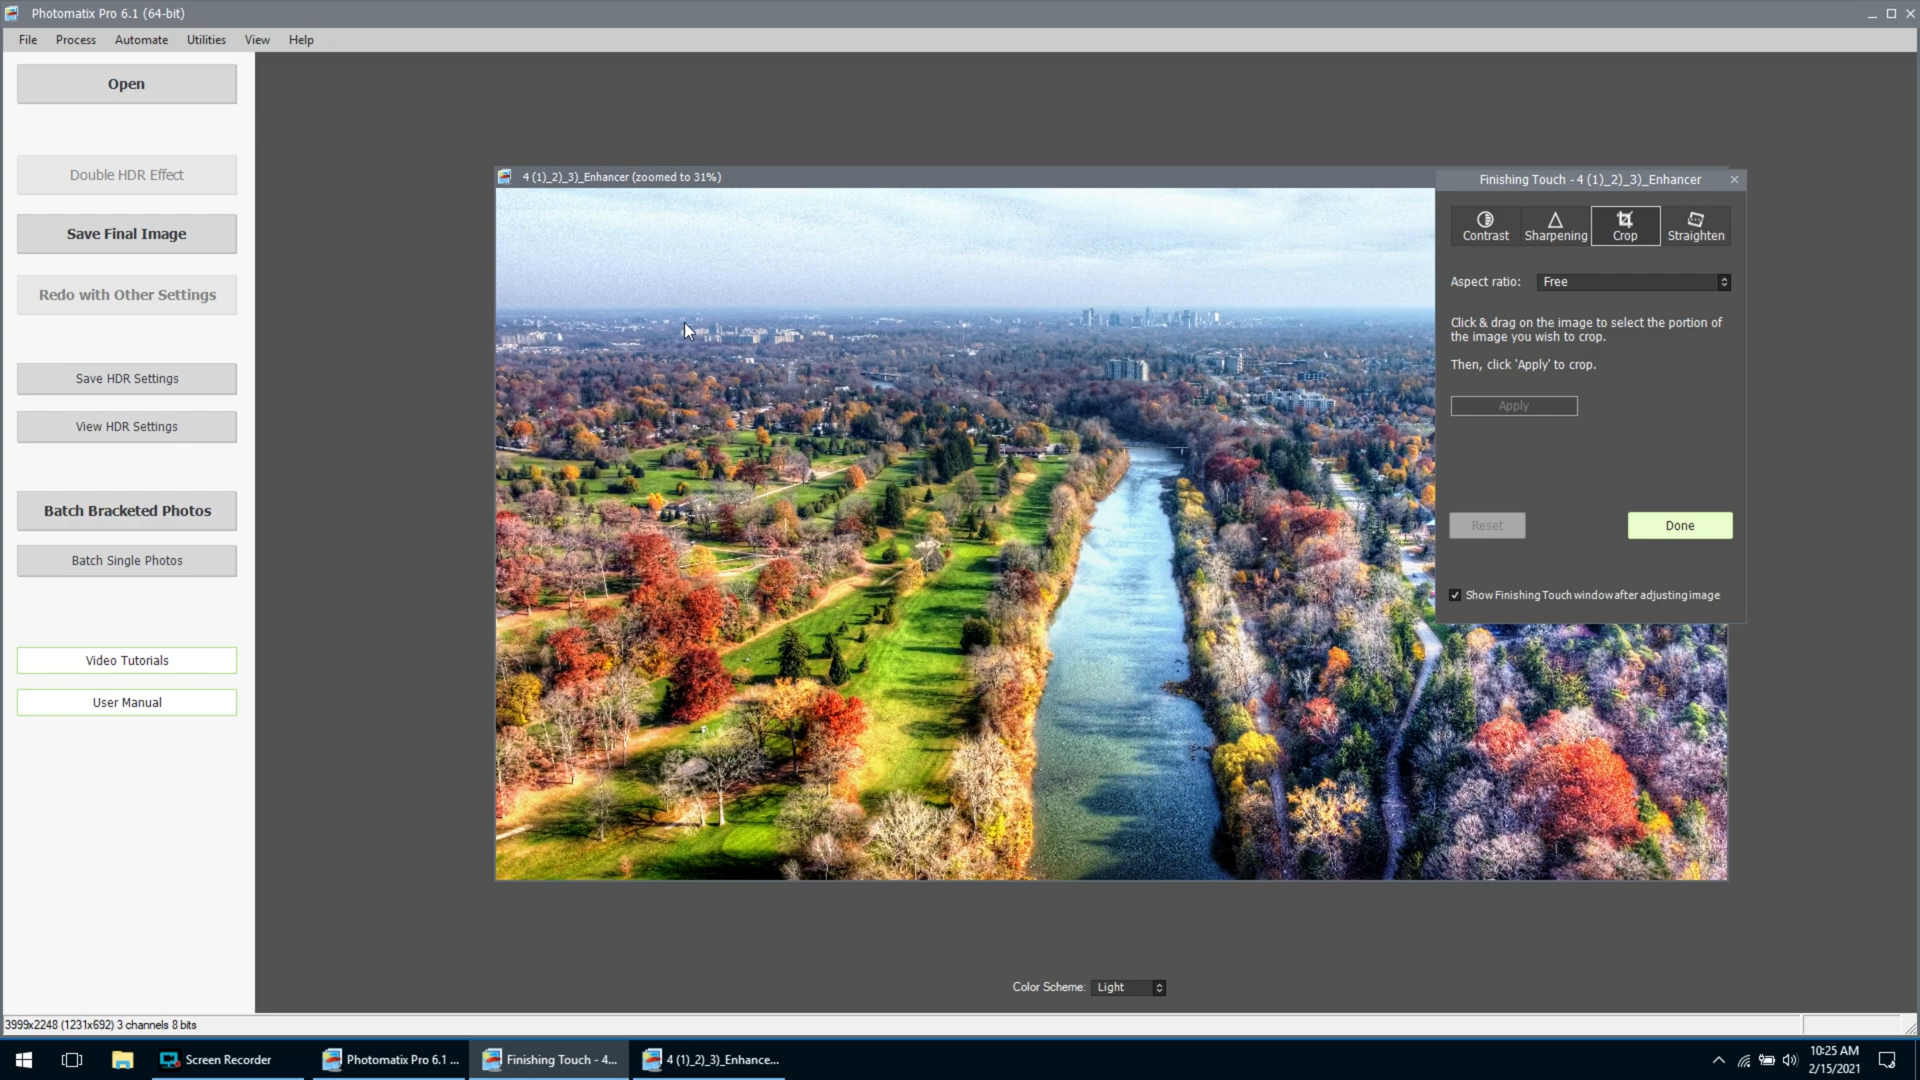 Photomatix Pro 6.1 (64-bit)
File Process Automate Utilities View Help
Open
Double HDR Effect
Save Final Image
Redo with Other Settings
Save HDR Settings
View HDR Settings
Batch Bracketed Photos
Batch Single Photos
Video Tutorials
User Manual
4 (1)_2)_3)_Enhancer (zoomed to 31%)
Finishing Touch - 4 (1)_2)_3)_Enhancer
Contrast Sharpening Crop Straighten
Aspect ratio: Free
Click & drag on the image to select the portion of
the image you wish to crop.
Then, click 'Apply' to crop.
Apply
Reset Done
Show Finishing Touch window after adjusting image
Color Scheme: Light
3999x2248 (1231x692) 3 channels 8 bits
Screen Recorder
Photomatix Pro 6.1 ...
Finishing Touch - 4...
4 (1)_2)_3)_Enhance...
10:25 AM
2/15/2021